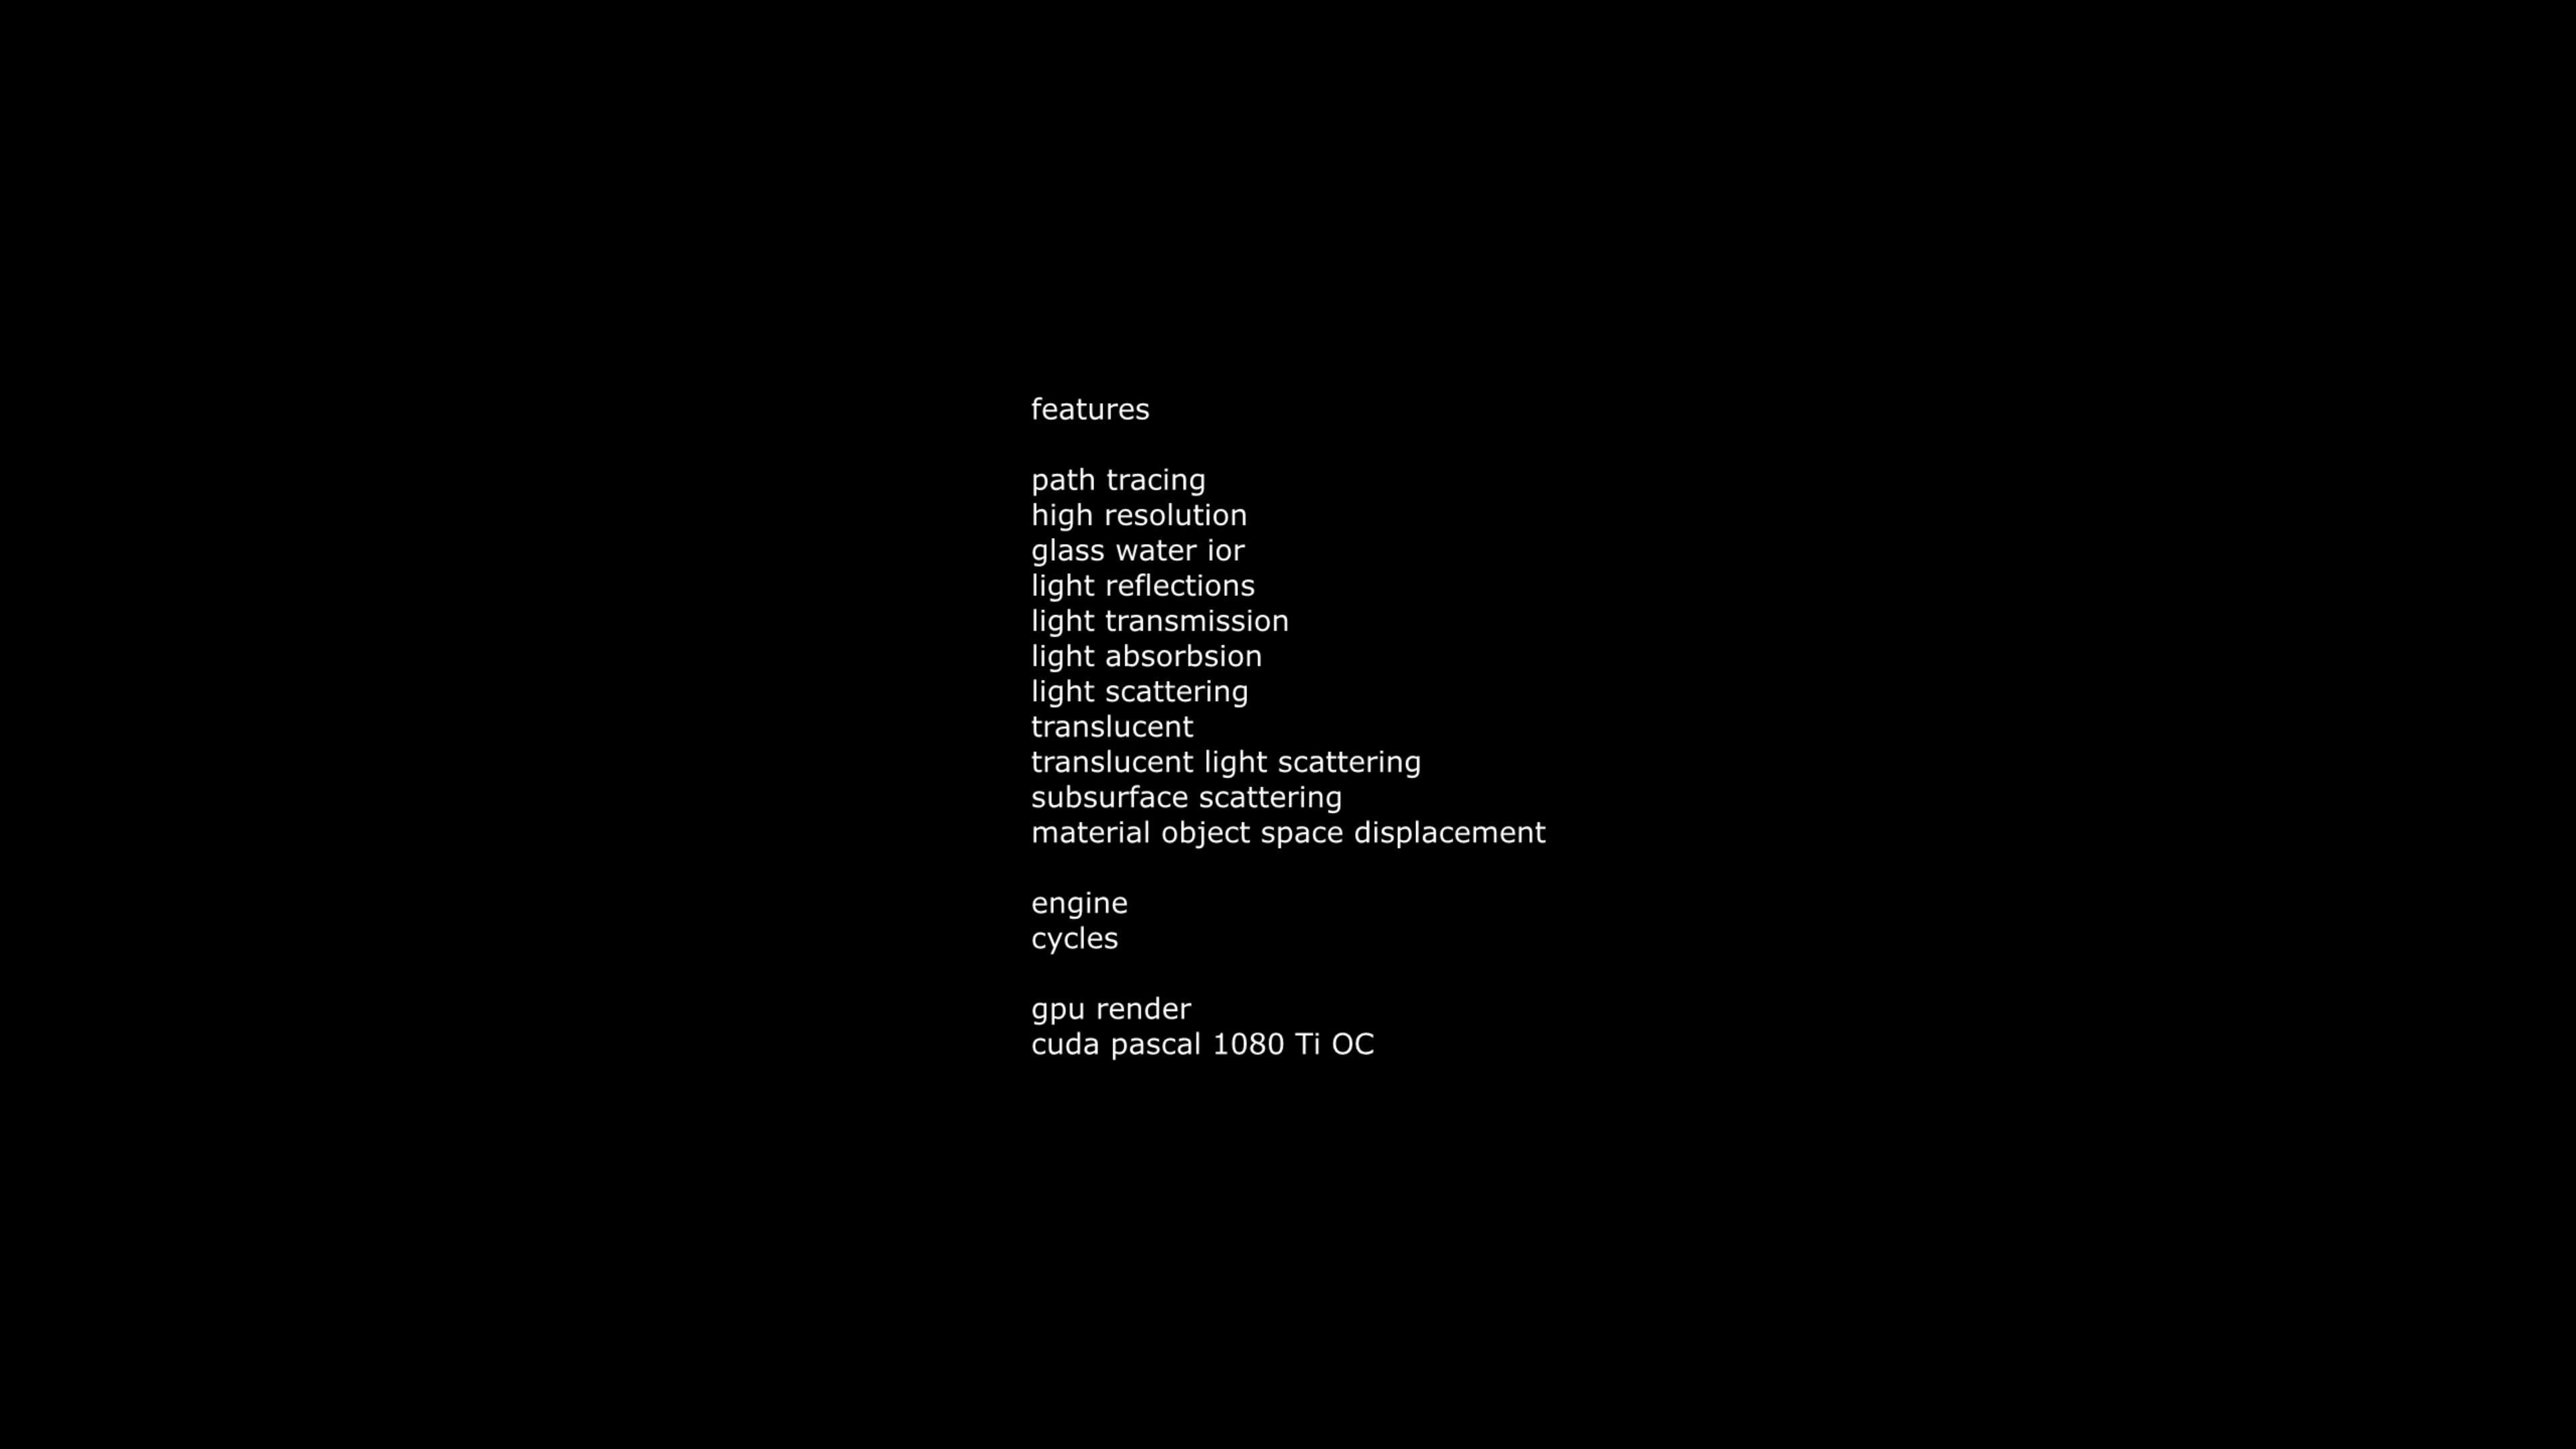 features
path tracing
high resolution
glass water ior
light reflections
light transmission
light absorbsion
light scattering
translucent
translucent light scattering
subsurface scattering
material object space displacement
engine
cycles
gpu render
cuda pascal 1080 Ti OC